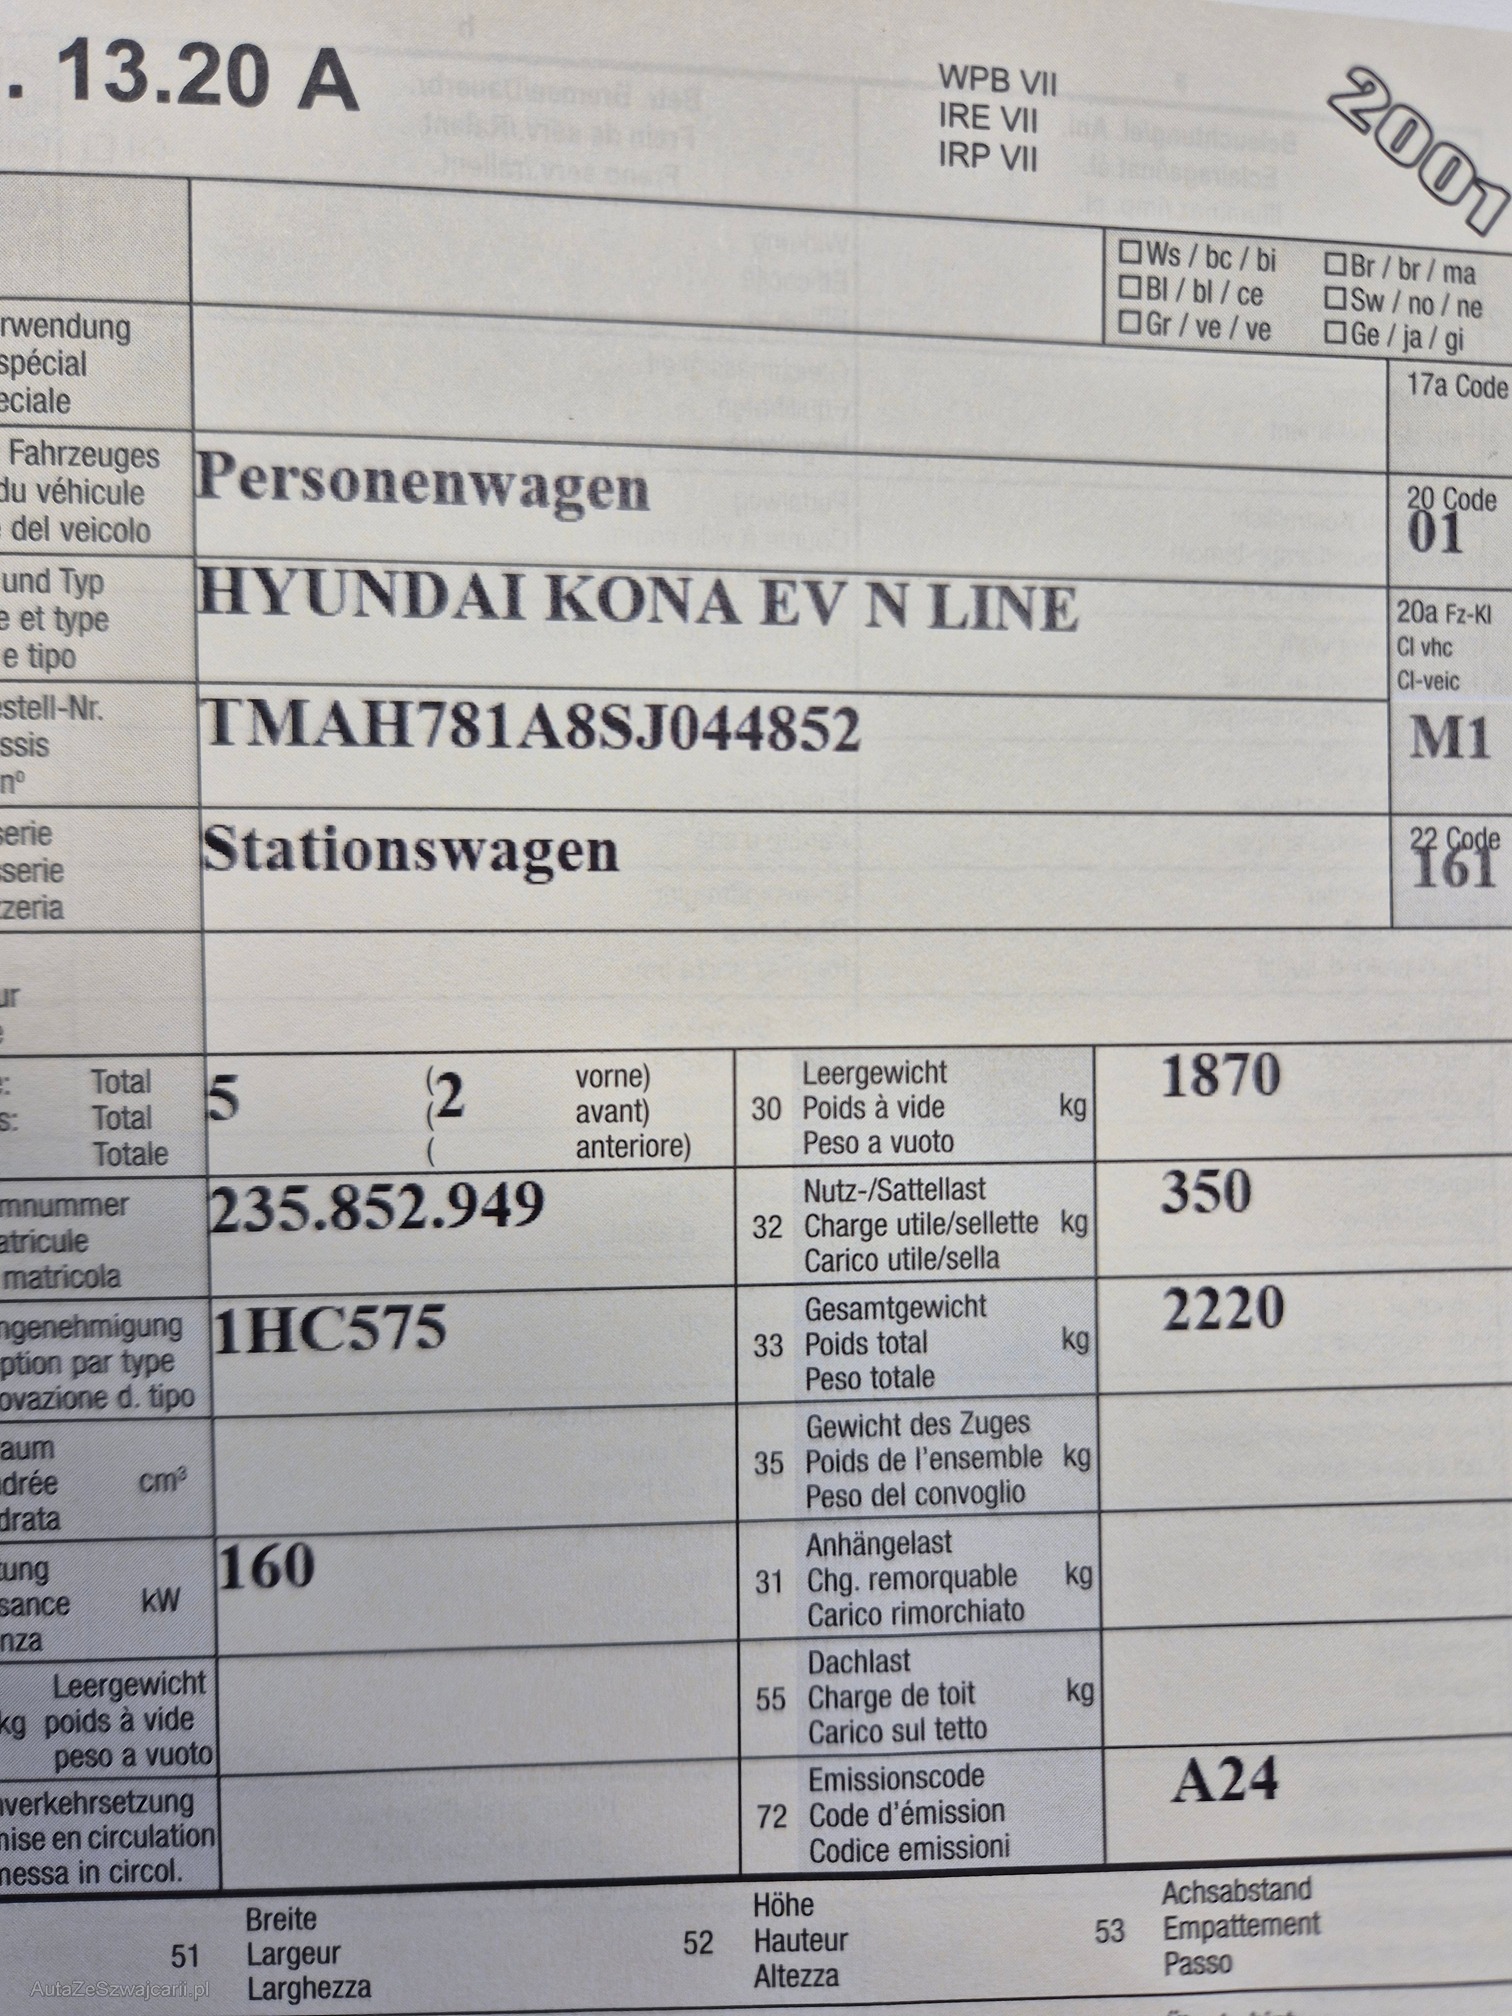 . 13.20 A
WPB VII
IRE VII
IRP VII
2001
Ws / bc / bi
Br / br / ma
Bl / bl / ce
Sw / no / ne
Gr / ve / ve
Ge / ja / gi
rwendung
spécial
eciale
17a Code
Fahrzeuges
du véhicule
del veicolo
Personenwagen
20 Code
01
und Typ
e et type
e tipo
HYUNDAI KONA EV N LINE
20a Fz-Kl
Cl vhc
Cl-veic
M1
estell-Nr.
ssis
nº
TMAH781A8SJ044852
serie
sserie
zzeria
Stationswagen
22 Code
161
ur
e
e: Total
s: Total
Totale
5 (2 vorne)
( avant)
( anteriore)
30 Leergewicht
Poids à vide kg
Peso a vuoto
1870
mnummer
atricule
matricola
235.852.949
32 Nutz-/Sattellast
Charge utile/sellette kg
Carico utile/sella
350
ngenehmigung
ption par type
ovazione d. tipo
1HC575
33 Gesamtgewicht
Poids total kg
Peso totale
2220
aum
ndrée cm³
drata
35 Gewicht des Zuges
Poids de l'ensemble kg
Peso del convoglio
tung
sance kW
nza
160
31 Anhängelast
Chg. remorquable kg
Carico rimorchiato
Leergewicht
kg poids à vide
peso a vuoto
55 Dachlast
Charge de toit kg
Carico sul tetto
verkehrsetzung
mise en circulation
messa in circol.
72 Emissionscode
Code d'émission
Codice emissioni
A24
51 Breite
Largeur
Larghezza
52 Höhe
Hauteur
Altezza
53 Achsabstand
Empattement
Passo
AutaZeSzwajcarii.pl